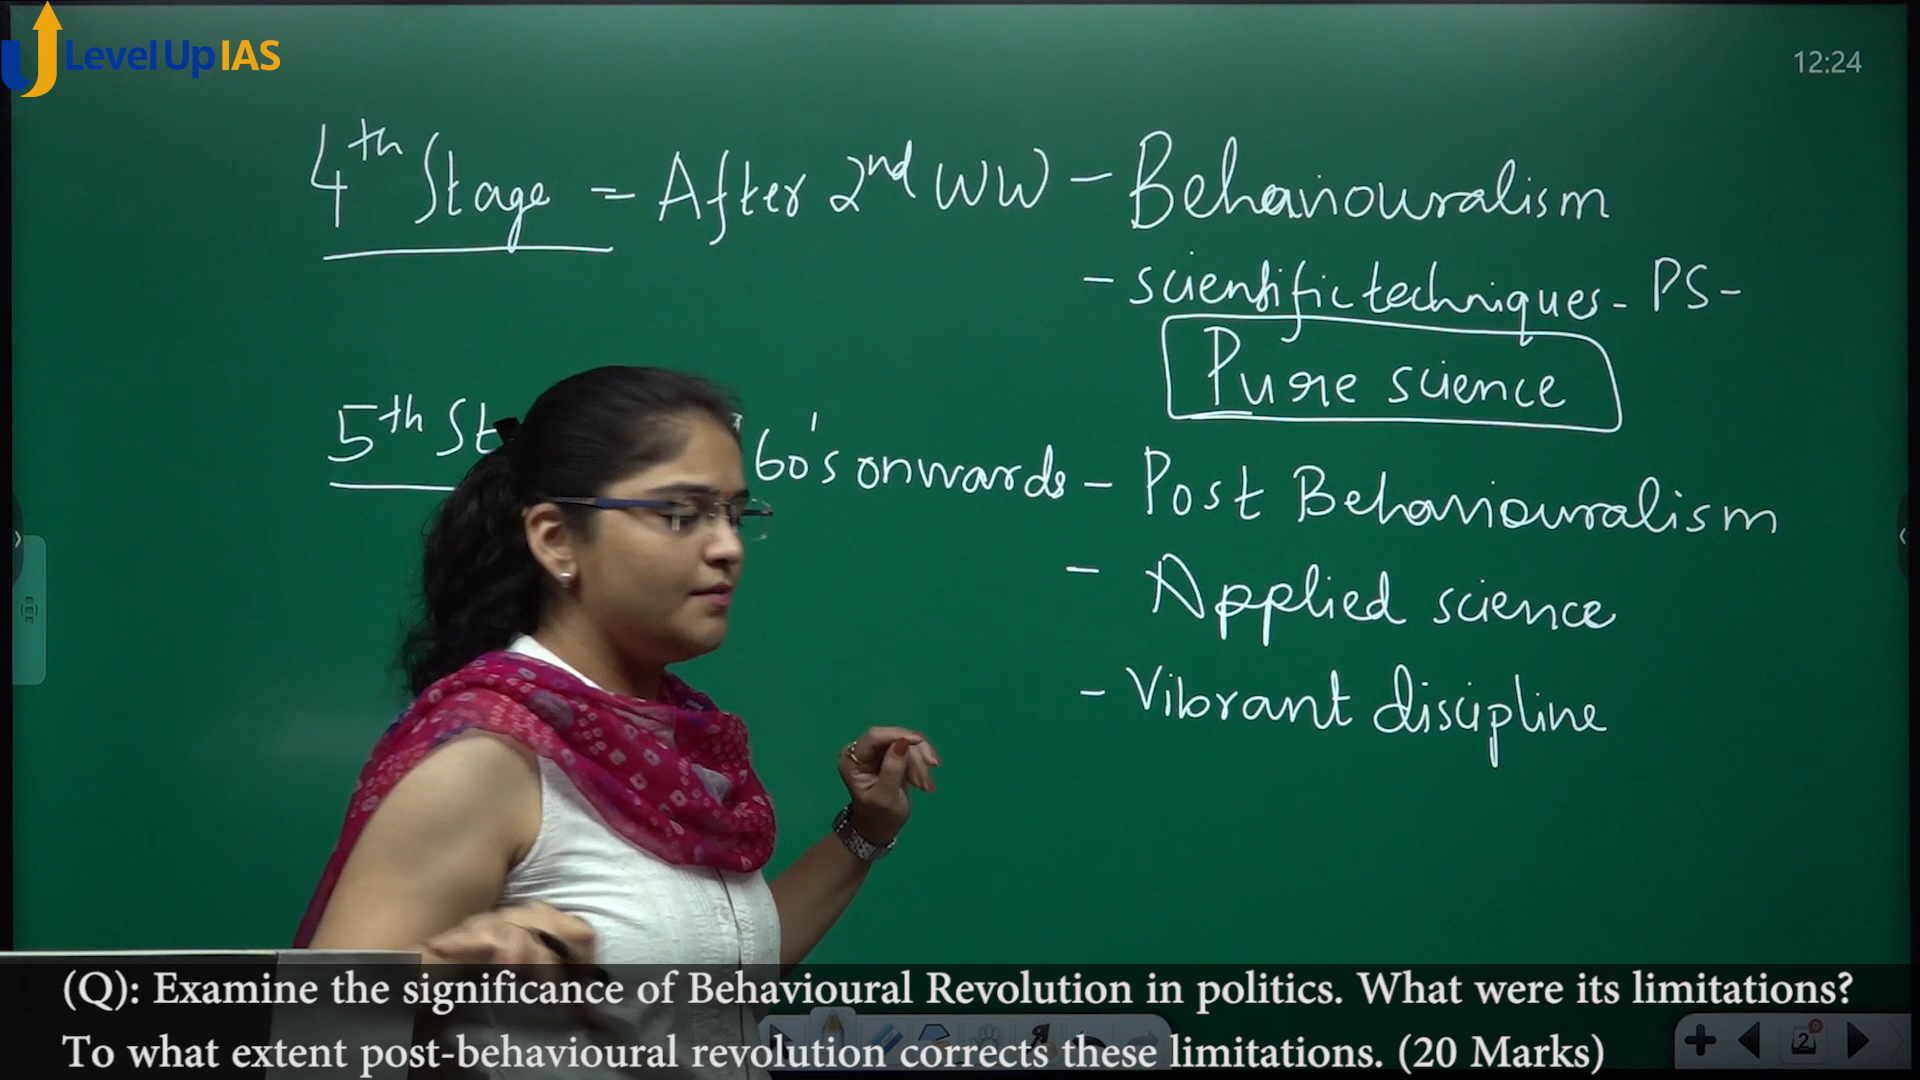 Level Up IAS
12:24
4th Stage = After 2nd WW - Behaviouralism
- scientific techniques - PS -
Pure science
5th St 60's onwards - Post Behaviouralism
- Applied science
- Vibrant discipline
(Q): Examine the significance of Behavioural Revolution in politics. What were its limitations?
To what extent post-behavioural revolution corrects these limitations. (20 Marks)
2